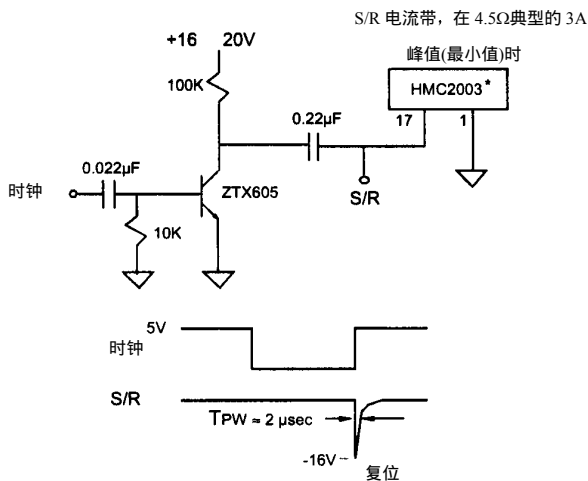 S/R 电流带，在 4.5Ω典型的 3A
峰值(最小值)时
+16 20V
100K
HMC2003*
17 1
0.22μF
0.022μF
时钟
ZTX605
S/R
10K
5V
时钟
S/R
TPW ≈ 2 μsec
-16V
复位